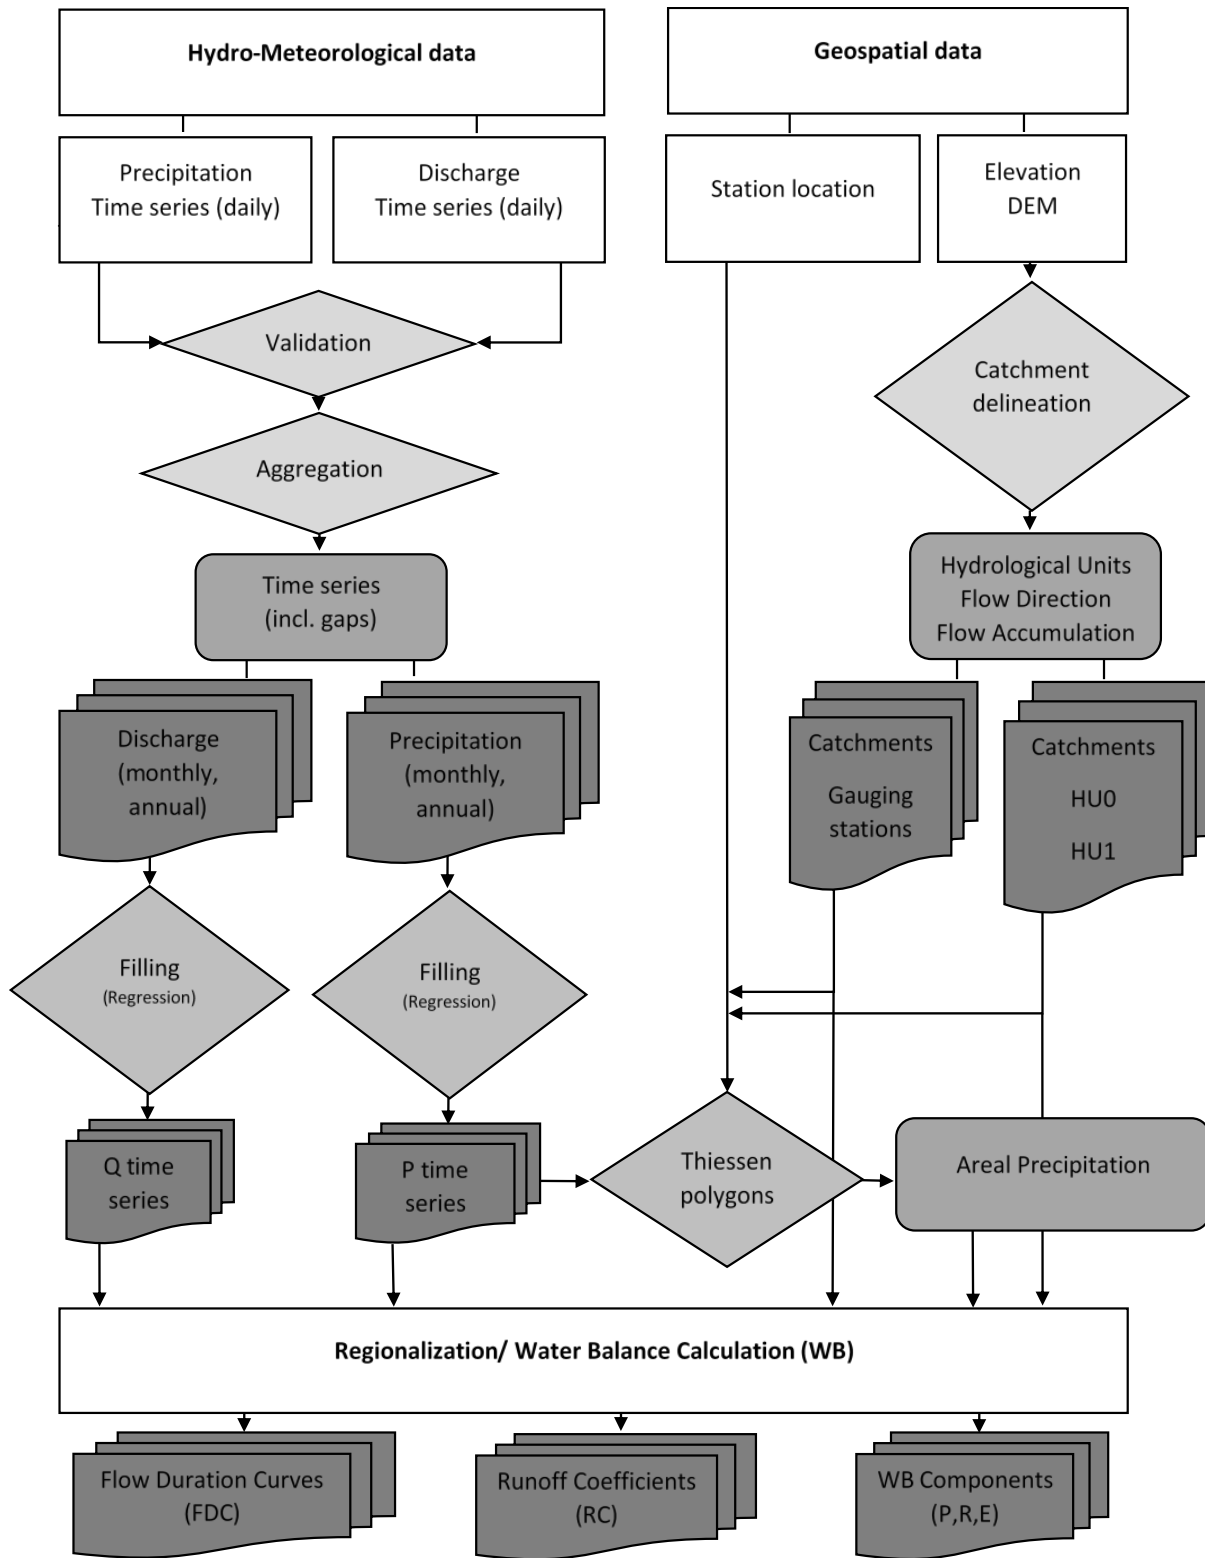 Hydro-Meteorological data
Geospatial data
Precipitation
Time series (daily)
Discharge
Time series (daily)
Station location
Elevation
DEM
Validation
Catchment
delineation
Aggregation
Time series
(incl. gaps)
Hydrological Units
Flow Direction
Flow Accumulation
Discharge
(monthly,
annual)
Precipitation
(monthly,
annual)
Catchments
Gauging
stations
Catchments
HU0
HU1
Filling
(Regression)
Filling
(Regression)
Q time
series
P time
series
Thiessen
polygons
Areal Precipitation
Regionalization/ Water Balance Calculation (WB)
Flow Duration Curves
(FDC)
Runoff Coefficients
(RC)
WB Components
(P,R,E)